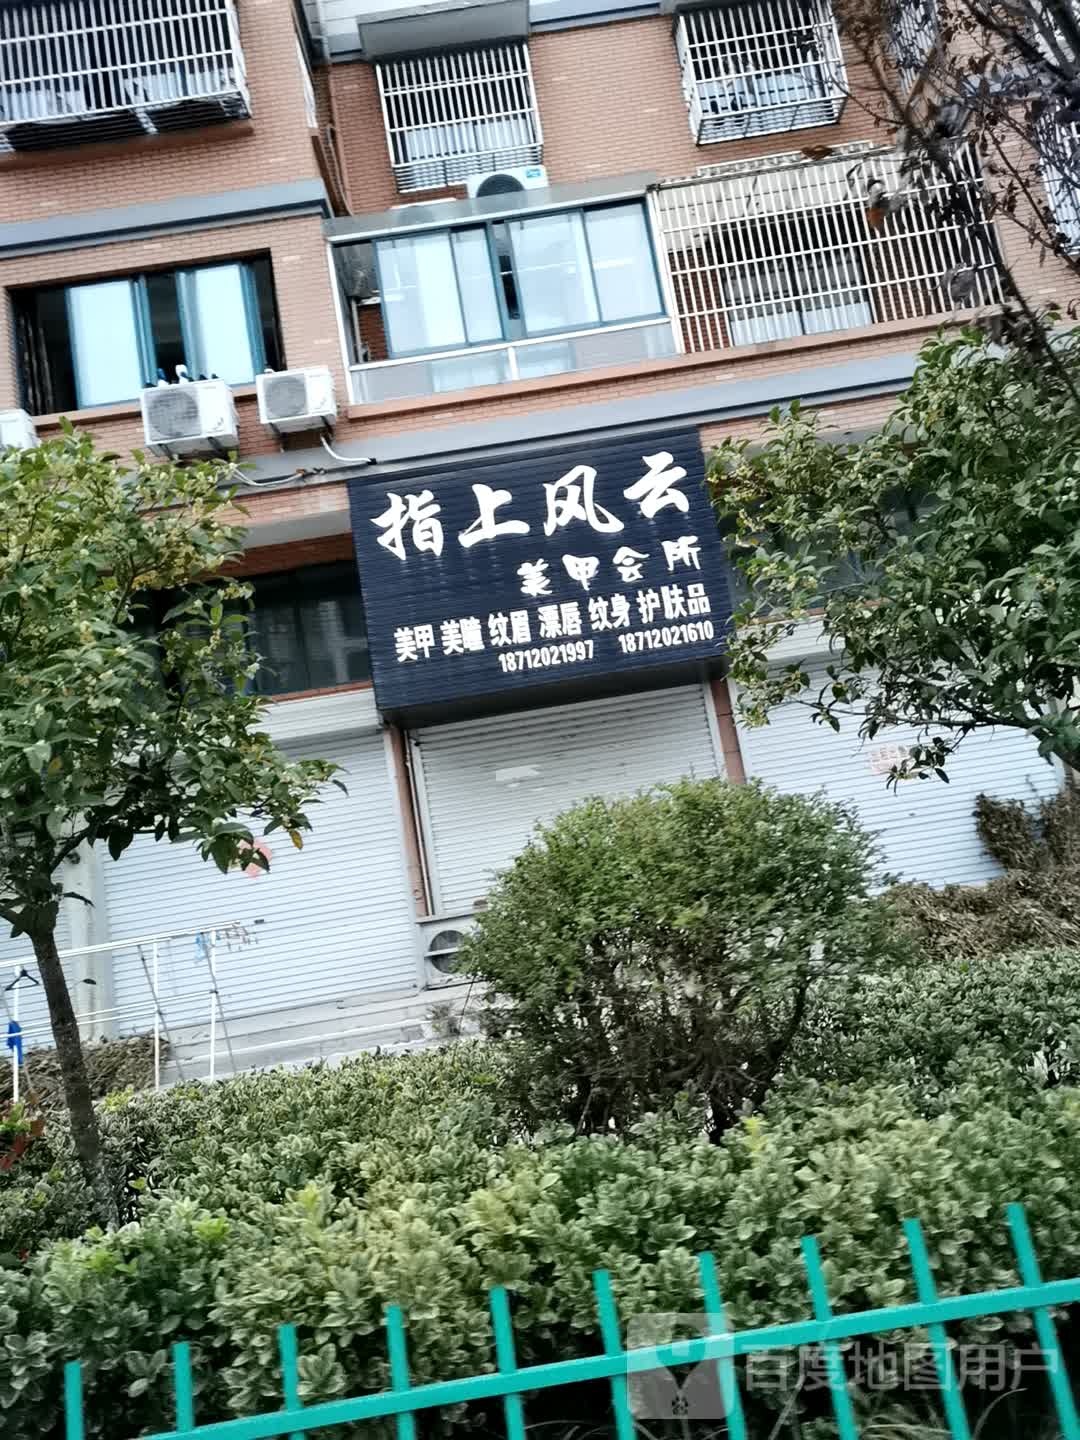 指上风云
美甲会所
美甲 美瞳 纹眉 漂唇 纹身 护肤品
18712021997 18712021610
百度地图用户